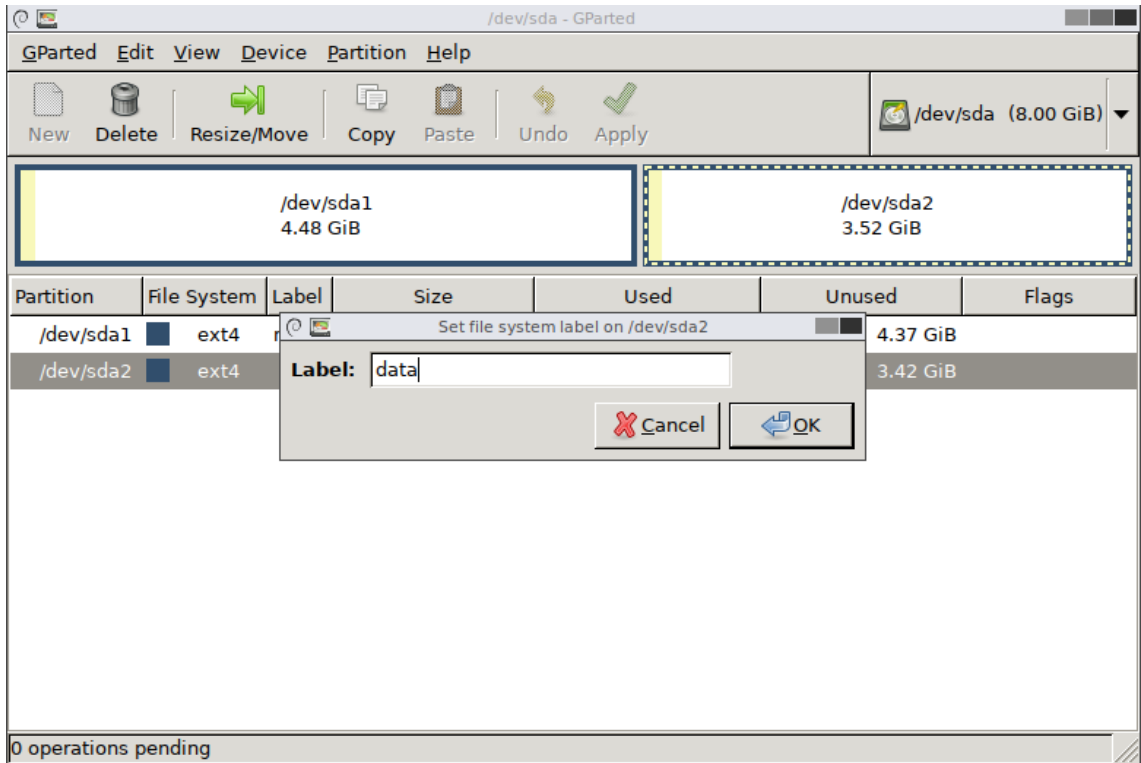 /dev/sda - GParted
GParted Edit View Device Partition Help
New Delete Resize/Move Copy Paste Undo Apply /dev/sda (8.00 GiB)
/dev/sda1 /dev/sda2
4.48 GiB 3.52 GiB
Partition File System Label Size Used Unused Flags
Set file system label on /dev/sda2
/dev/sda1 ext4 4.37 GiB
/dev/sda2 ext4 3.42 GiB
Label: data
Cancel OK
0 operations pending